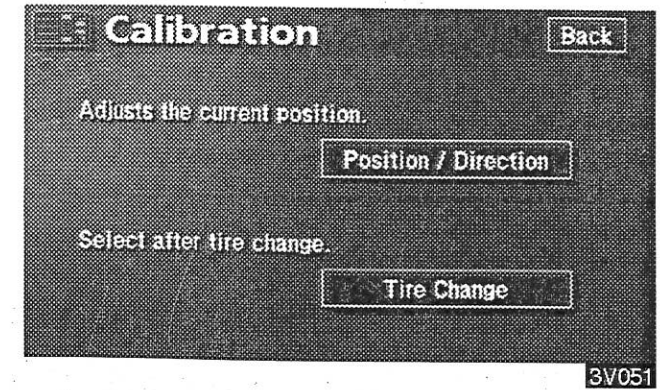 Calibration
Back
Adjusts the current position.
Position / Direction
Select after tire change.
Tire Change
3V051